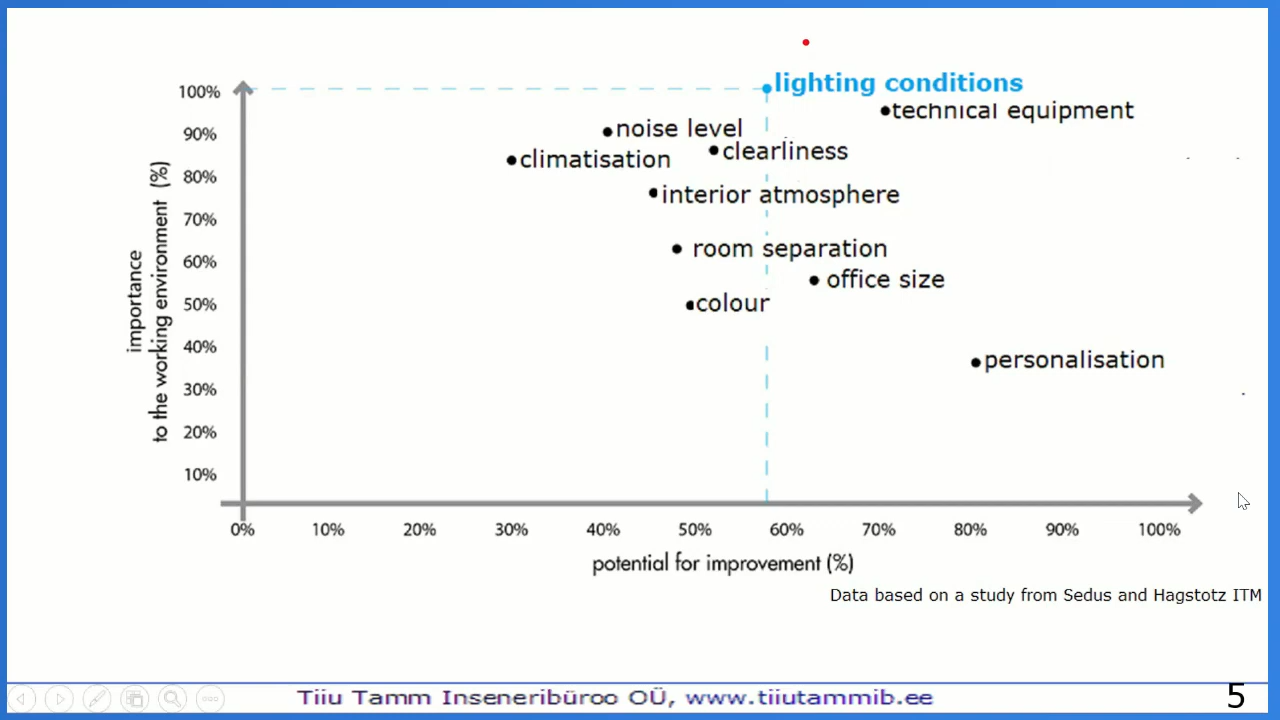 lighting conditions
100%
technical equipment
90%
noise level
clearliness
climatisation
80%
interior atmosphere
70%
importance
to the working environment (%)
60%
room separation
office size
50%
colour
40%
personalisation
30%
20%
10%
0% 10% 20% 30% 40% 50% 60% 70% 80% 90% 100%
potential for improvement (%)
Data based on a study from Sedus and Hagstotz ITM
Tiiu Tamm Inseneribüroo OÜ, www.tiiutammib.ee
5